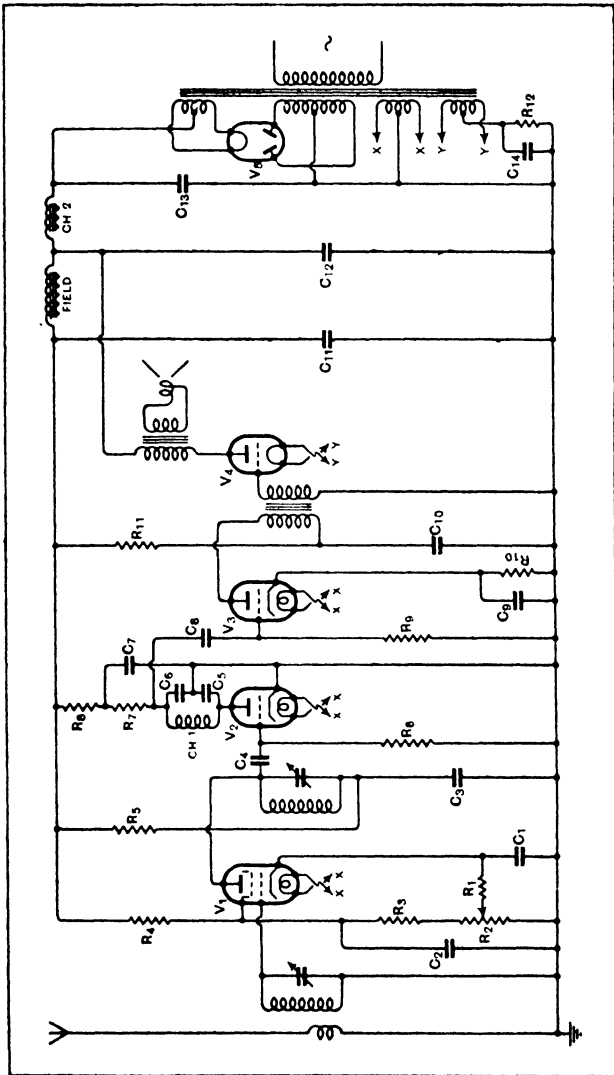 V1
X X
R1
R2
R3
R4
R5
C1
C2
C3
C4
V2
X X
CH 1
C5
C6
C7
R6
R7
R8
C8
V3
X X
R9
C9
R10
R11
C10
V4
Y Y
FIELD
CH 2
C11
C12
C13
V5
~
X
X
Y
Y
C14
R12